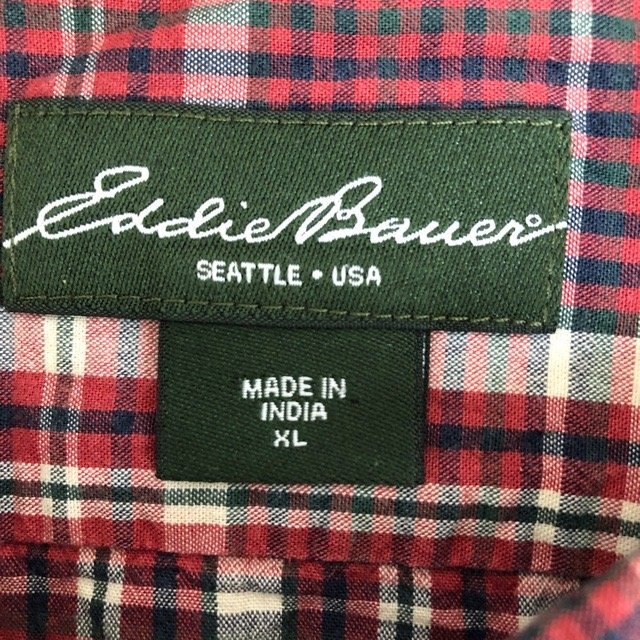 Eddie Bauer®
SEATTLE • USA
MADE IN
INDIA
XL